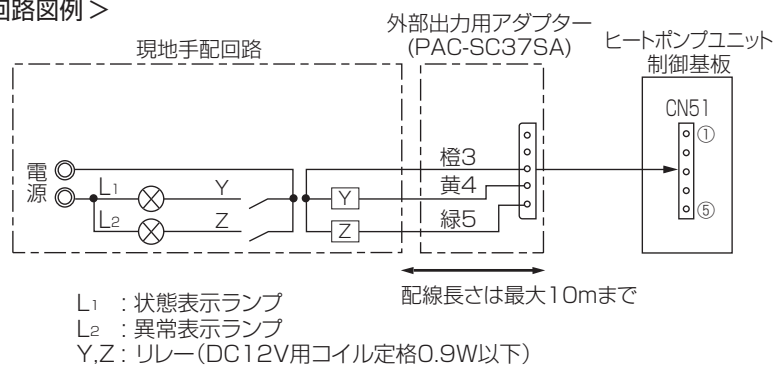 回路図例＞
外部出力用アダプター
(PAC-SC37SA)
ヒートポンプユニット
制御基板
現地手配回路
CN51
①
⑤
電源
L1
Y
L2
Z
Y
Z
橙3
黄4
緑5
配線長さは最大10mまで
L1 ：状態表示ランプ
L2 ：異常表示ランプ
Y,Z：リレー（DC12V用コイル定格0.9W以下）